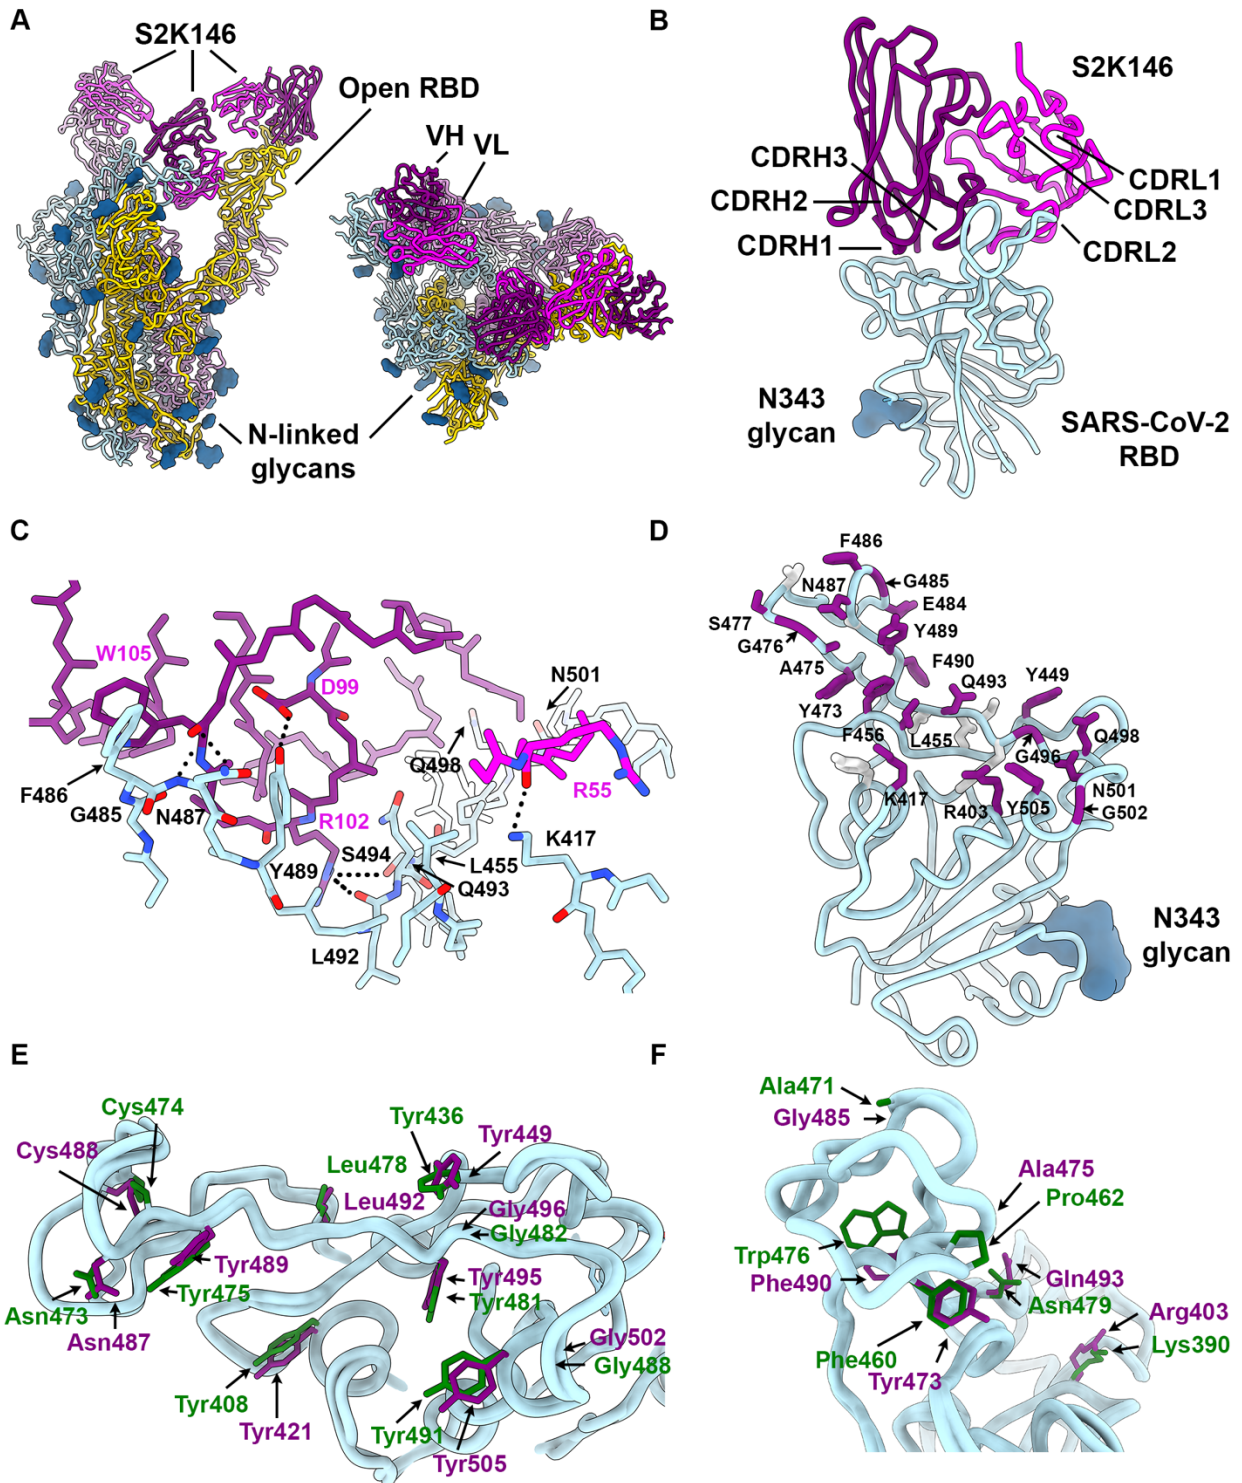 A
S2K146
Open RBD
VH
VL
N-linked
glycans
B
S2K146
CDRH3
CDRH2
CDRH1
CDRL1
CDRL3
CDRL2
N343
glycan
SARS-CoV-2
RBD
C
W105
D99
N501
Q498
R55
F486
G485
N487
R102
Y489
S494
K417
L455
Q493
L492
D
F486
N487
G485
E484
S477
Y489
G476
A475
F490
Y449
Q493
Y473
F456
L455
G496
Q498
K417
N501
R403
Y505
G502
N343
glycan
E
Cys474
Cys488
Tyr436
Tyr449
Leu478
Leu492
Gly496
Gly482
Tyr489
Tyr475
Tyr495
Tyr481
Asn473
Asn487
Gly502
Gly488
Tyr408
Tyr421
Tyr491
Tyr505
F
Ala471
Gly485
Ala475
Pro462
Trp476
Phe490
Gln493
Asn479
Arg403
Lys390
Phe460
Tyr473